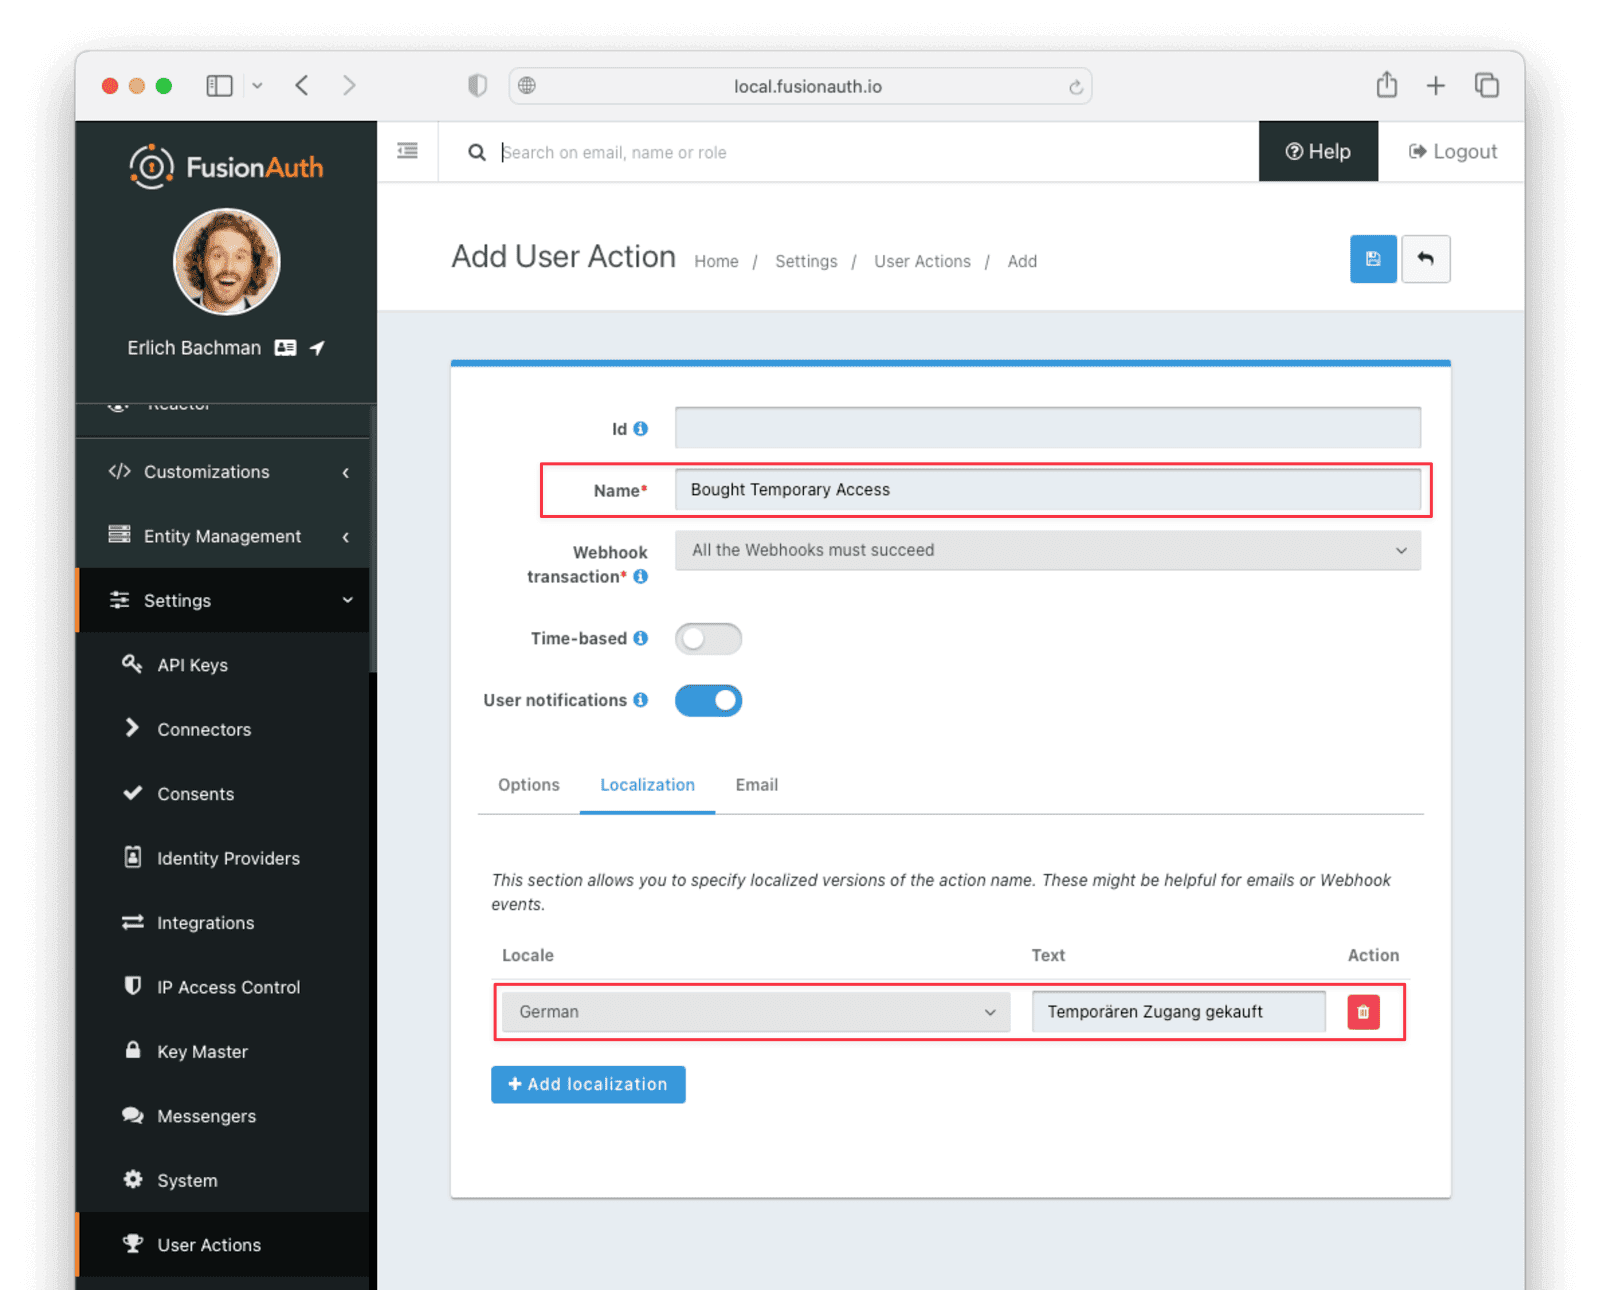 local.fusionauth.io
FusionAuth
Search on email, name or role
Help
Logout
Erlich Bachman
Add User Action
Home / Settings / User Actions / Add
Reactor
Customizations
Entity Management
Settings
API Keys
Connectors
Consents
Identity Providers
Integrations
IP Access Control
Key Master
Messengers
System
User Actions
Id
Name*
Bought Temporary Access
Webhook
transaction*
All the Webhooks must succeed
Time-based
User notifications
Options
Localization
Email
This section allows you to specify localized versions of the action name. These might be helpful for emails or Webhook
events.
Locale
Text
Action
German
Temporären Zugang gekauft
+ Add localization